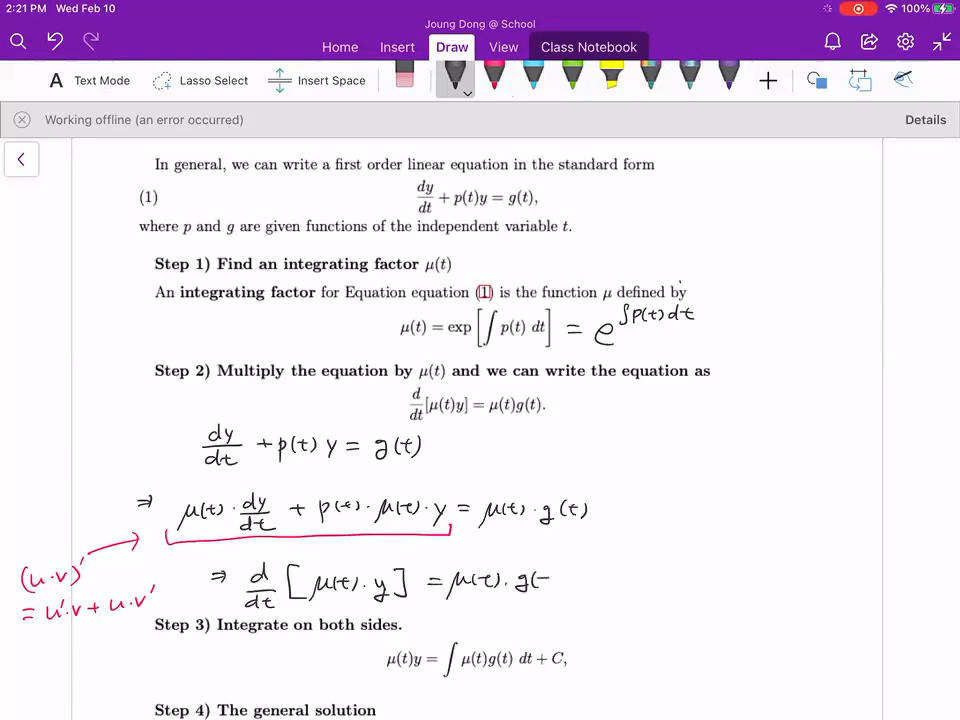 2:21 PM Wed Feb 10
100%
Joung Dong @ School
Home Insert Draw View Class Notebook
Text Mode Lasso Select Insert Space
Working offline (an error occurred) Details
In general, we can write a first order linear equation in the standard form
(1) dy/dt + p(t)y = g(t),
where p and g are given functions of the independent variable t.
Step 1) Find an integrating factor μ(t)
An integrating factor for Equation equation (1) is the function μ defined by
μ(t) = exp [∫ p(t) dt] = e^∫p(t)dt
Step 2) Multiply the equation by μ(t) and we can write the equation as
d/dt [μ(t)y] = μ(t)g(t).
dy/dt + p(t) y = g(t)
⇒ μ(t) · dy/dt + p(t) · μ(t) · y = μ(t) · g(t)
(u·v)'
= u'·v + u·v'
⇒ d/dt [μ(t) · y] = μ(t) · g(-
Step 3) Integrate on both sides.
μ(t)y = ∫ μ(t)g(t) dt + C,
Step 4) The general solution